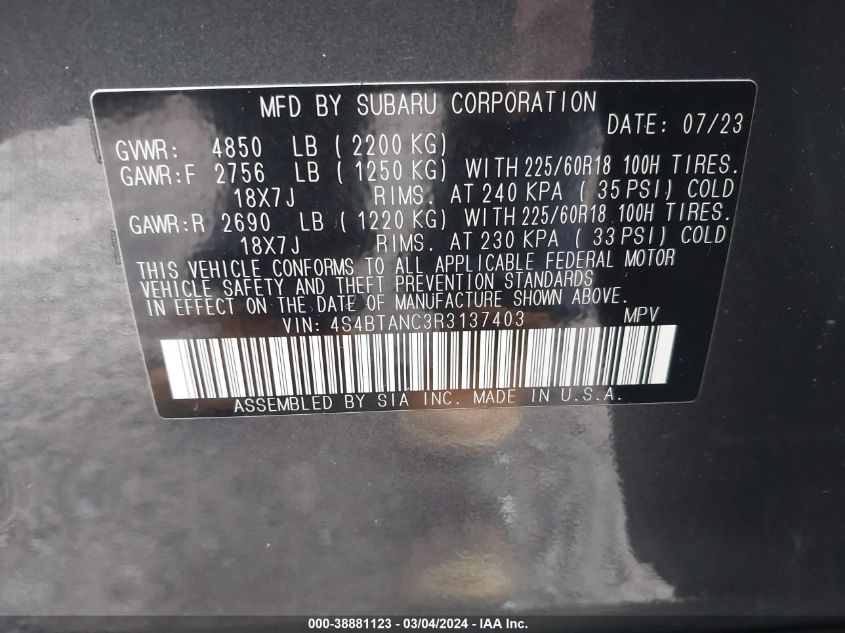 MFD BY SUBARU CORPORATION
DATE: 07/23
GVWR: 4850 LB ( 2200 KG)
GAWR:F 2756 LB ( 1250 KG) WITH 225/60R18 100H TIRES.
18X7J RIMS. AT 240 KPA ( 35 PSI) COLD
GAWR:R 2690 LB ( 1220 KG) WITH 225/60R18 100H TIRES.
18X7J RIMS. AT 230 KPA ( 33 PSI) COLD
THIS VEHICLE CONFORMS TO ALL APPLICABLE FEDERAL MOTOR
VEHICLE SAFETY AND THEFT PREVENTION STANDARDS
IN EFFECT ON THE DATE OF MANUFACTURE SHOWN ABOVE.
VIN: 4S4BTANC3R3137403 MPV
ASSEMBLED BY SIA INC. MADE IN U.S.A.
000-38881123 - 03/04/2024 - IAA Inc.